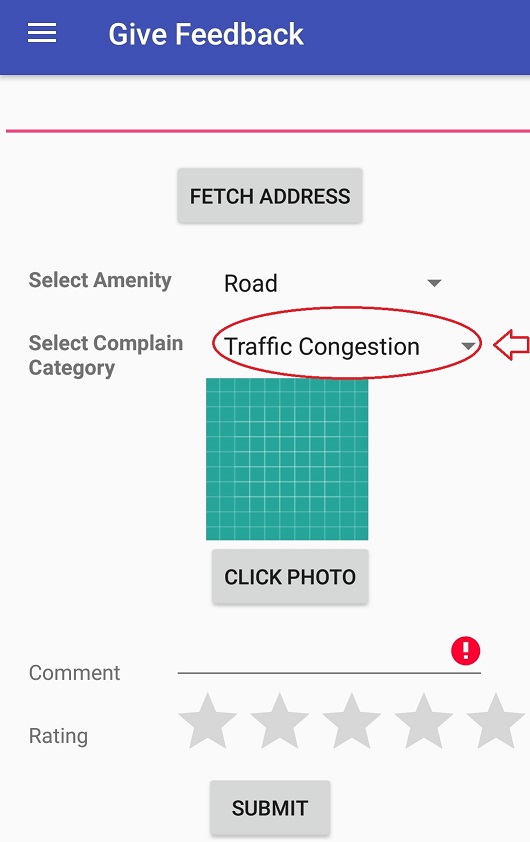 Give Feedback
FETCH ADDRESS
Select Amenity Road
Select Complain Traffic Congestion
Category
CLICK PHOTO
Comment
Rating
SUBMIT